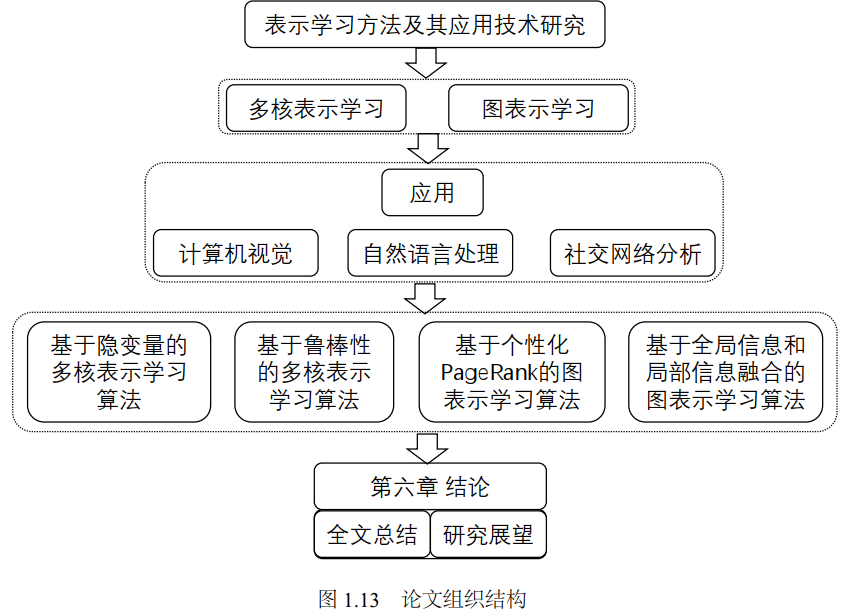 表示学习方法及其应用技术研究
多核表示学习
图表示学习
应用
计算机视觉
自然语言处理
社交网络分析
基于隐变量的
多核表示学习
算法
基于鲁棒性
的多核表示
学习算法
基于个性化
PageRank的图
表示学习算法
基于全局信息和
局部信息融合的
图表示学习算法
第六章 结论
全文总结
研究展望
图 1.13 论文组织结构